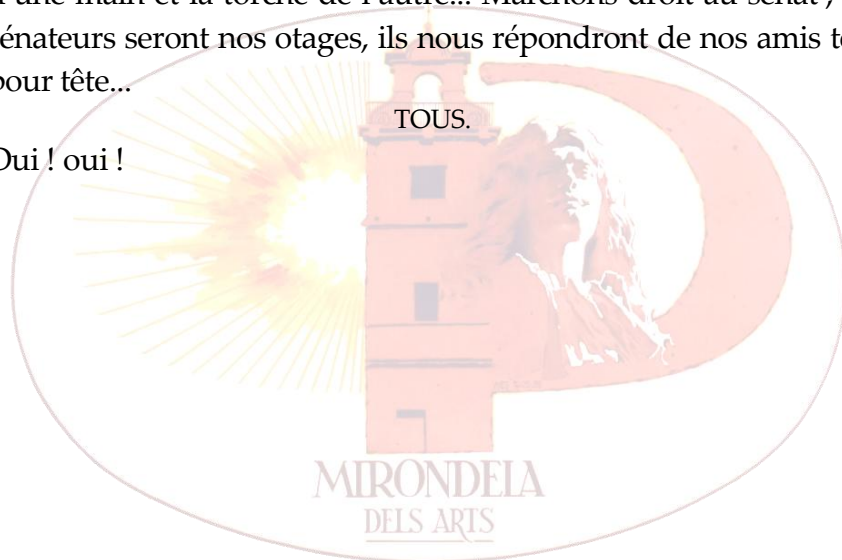 d'une main et la torche de l'autre... Marchons droit au sénat ;
sénateurs seront nos otages, ils nous répondront de nos amis
pour tête...
TOUS.
Oui ! oui !
MIRONDELA
DELS ARTS